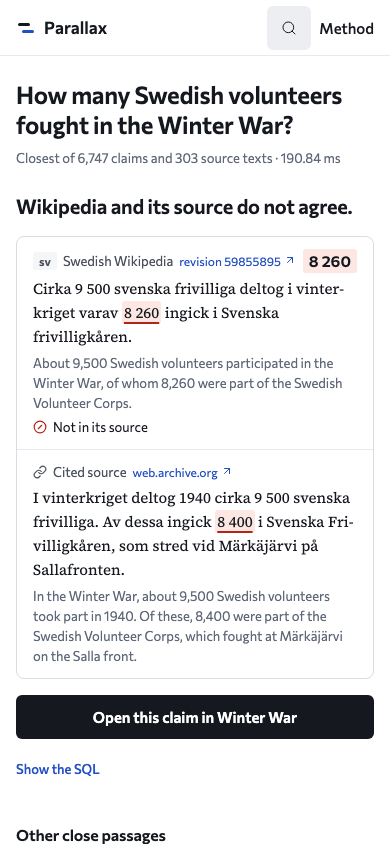 Parallax
Method
How many Swedish volunteers
fought in the Winter War?
Closest of 6,747 claims and 303 source texts · 190.84 ms
Wikipedia and its source do not agree.
sv Swedish Wikipedia revision 59855895 ↗ 8 260
Cirka 9 500 svenska frivilliga deltog i vinter-
kriget varav 8 260 ingick i Svenska
frivilligkåren.
About 9,500 Swedish volunteers participated in the
Winter War, of whom 8,260 were part of the Swedish
Volunteer Corps.
Not in its source
Cited source web.archive.org ↗
I vinterkriget deltog 1940 cirka 9 500 svenska
frivilliga. Av dessa ingick 8 400 i Svenska Fri-
villigkåren, som stred vid Märkäjärvi på
Sallafronten.
In the Winter War, about 9,500 Swedish volunteers
took part in 1940. Of these, 8,400 were part of the
Swedish Volunteer Corps, which fought at Märkäjärvi
on the Salla front.
Open this claim in Winter War
Show the SQL
Other close passages